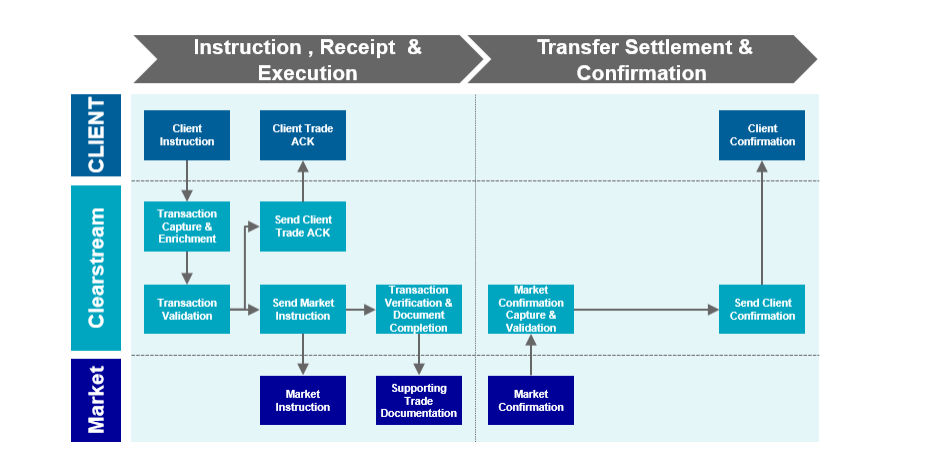 Instruction , Receipt &
Execution
Transfer Settlement &
Confirmation
CLIENT
Client
Instruction
Client Trade
ACK
Client
Confirmation
Clearstream
Transaction
Capture &
Enrichment
Send Client
Trade ACK
Transaction
Validation
Send Market
Instruction
Transaction
Verification &
Document
Completion
Market
Confirmation
Capture &
Validation
Send Client
Confirmation
Market
Market
Instruction
Supporting
Trade
Documentation
Market
Confirmation